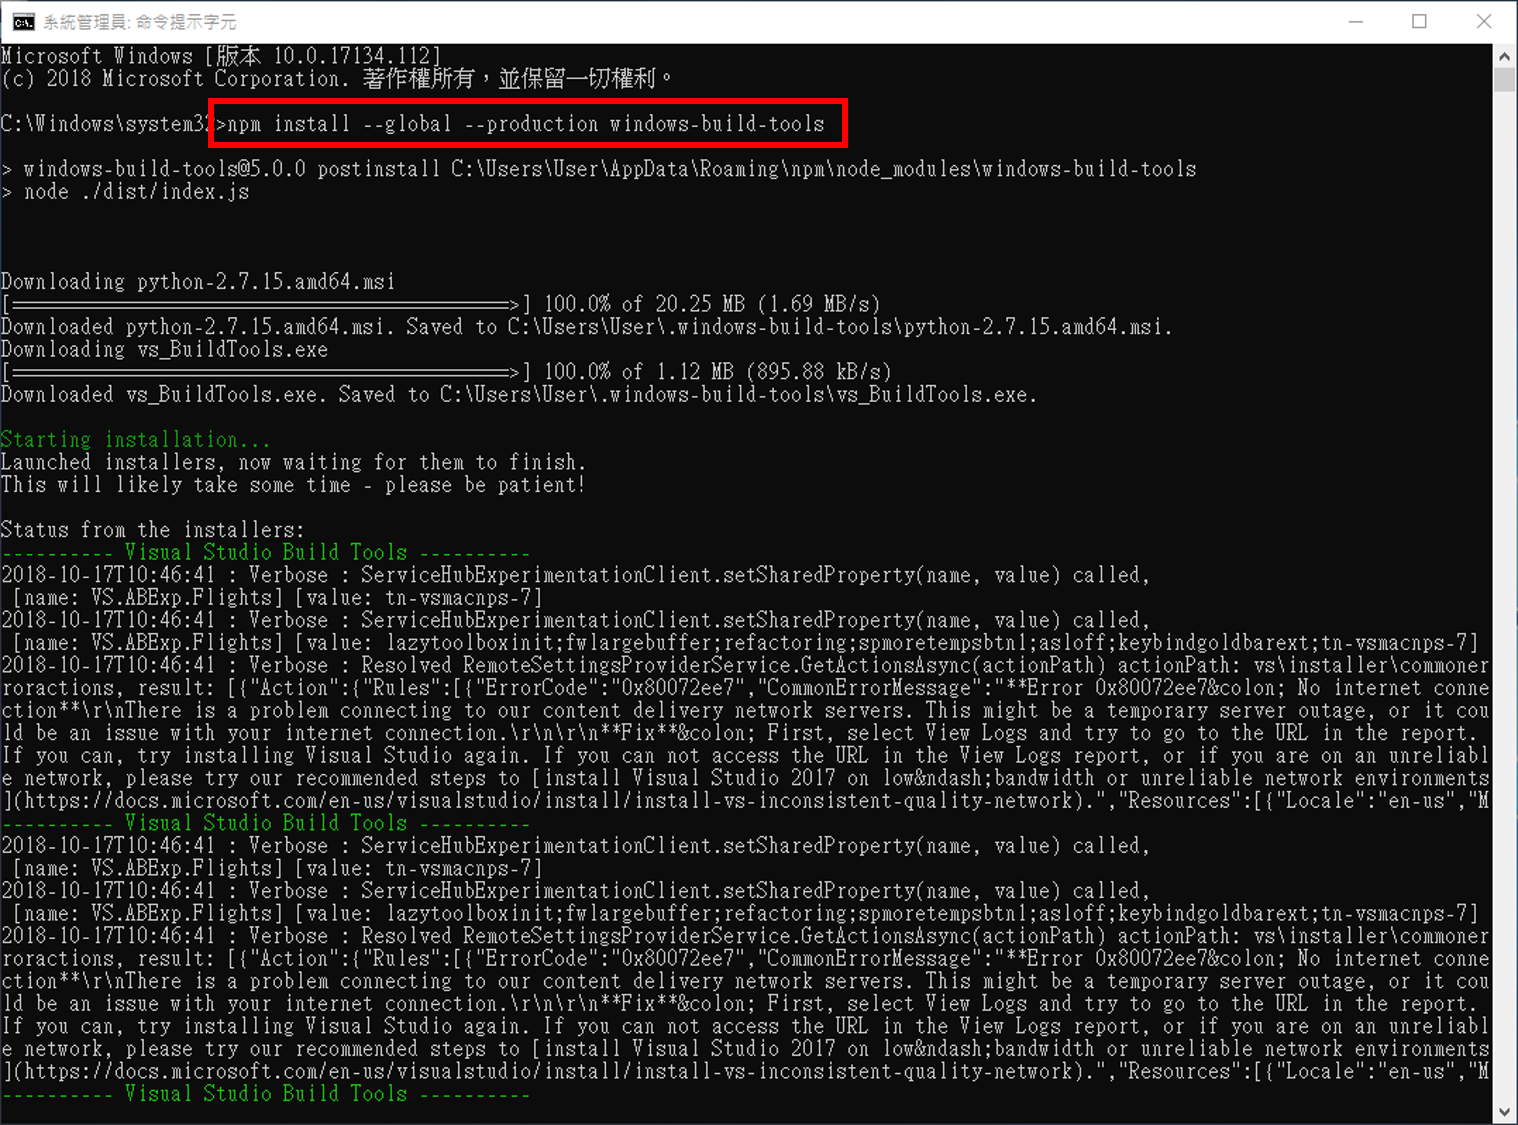 系統管理員: 命令提示字元
Microsoft Windows [版本 10.0.17134.112]
(c) 2018 Microsoft Corporation. 著作權所有，並保留一切權利。
C:\Windows\system32>npm install --global --production windows-build-tools
> windows-build-tools@5.0.0 postinstall C:\Users\User\AppData\Roaming\npm\node_modules\windows-build-tools
> node ./dist/index.js
Downloading python-2.7.15.amd64.msi
[============================================>] 100.0% of 20.25 MB (1.69 MB/s)
Downloaded python-2.7.15.amd64.msi. Saved to C:\Users\User\.windows-build-tools\python-2.7.15.amd64.msi.
Downloading vs_BuildTools.exe
[============================================>] 100.0% of 1.12 MB (895.88 kB/s)
Downloaded vs_BuildTools.exe. Saved to C:\Users\User\.windows-build-tools\vs_BuildTools.exe.
Starting installation...
Launched installers, now waiting for them to finish.
This will likely take some time - please be patient!
Status from the installers:
---------- Visual Studio Build Tools ----------
2018-10-17T10:46:41 : Verbose : ServiceHubExperimentationClient.setSharedProperty(name, value) called,
[name: VS.ABExp.Flights] [value: tn-vsmacnps-7]
2018-10-17T10:46:41 : Verbose : ServiceHubExperimentationClient.setSharedProperty(name, value) called,
[name: VS.ABExp.Flights] [value: lazytoolboxinit;fwlargebuffer;refactoring;spmoretempsbtn1;asloff;keybindgoldbarext;tn-vsmacnps-7]
2018-10-17T10:46:41 : Verbose : Resolved RemoteSettingsProviderService.GetActionsAsync(actionPath) actionPath: vs\installer\commoner
roractions, result: [{"Action":{"Rules":[{"ErrorCode":"0x80072ee7","CommonErrorMessage":"**Error 0x80072ee7&colon; No internet conne
ction**\r\nThere is a problem connecting to our content delivery network servers. This might be a temporary server outage, or it cou
ld be an issue with your internet connection.\r\n\r\n**Fix**&colon; First, select View Logs and try to go to the URL in the report.
If you can, try installing Visual Studio again. If you can not access the URL in the View Logs report, or if you are on an unreliabl
e network, please try our recommended steps to [install Visual Studio 2017 on low&ndash;bandwidth or unreliable network environments
](https://docs.microsoft.com/en-us/visualstudio/install/install-vs-inconsistent-quality-network).","Resources":[{"Locale":"en-us","M
---------- Visual Studio Build Tools ----------
2018-10-17T10:46:41 : Verbose : ServiceHubExperimentationClient.setSharedProperty(name, value) called,
[name: VS.ABExp.Flights] [value: tn-vsmacnps-7]
2018-10-17T10:46:41 : Verbose : ServiceHubExperimentationClient.setSharedProperty(name, value) called,
[name: VS.ABExp.Flights] [value: lazytoolboxinit;fwlargebuffer;refactoring;spmoretempsbtn1;asloff;keybindgoldbarext;tn-vsmacnps-7]
2018-10-17T10:46:41 : Verbose : Resolved RemoteSettingsProviderService.GetActionsAsync(actionPath) actionPath: vs\installer\commoner
roractions, result: [{"Action":{"Rules":[{"ErrorCode":"0x80072ee7","CommonErrorMessage":"**Error 0x80072ee7&colon; No internet conne
ction**\r\nThere is a problem connecting to our content delivery network servers. This might be a temporary server outage, or it cou
ld be an issue with your internet connection.\r\n\r\n**Fix**&colon; First, select View Logs and try to go to the URL in the report.
If you can, try installing Visual Studio again. If you can not access the URL in the View Logs report, or if you are on an unreliabl
e network, please try our recommended steps to [install Visual Studio 2017 on low&ndash;bandwidth or unreliable network environments
](https://docs.microsoft.com/en-us/visualstudio/install/install-vs-inconsistent-quality-network).","Resources":[{"Locale":"en-us","M
---------- Visual Studio Build Tools ----------